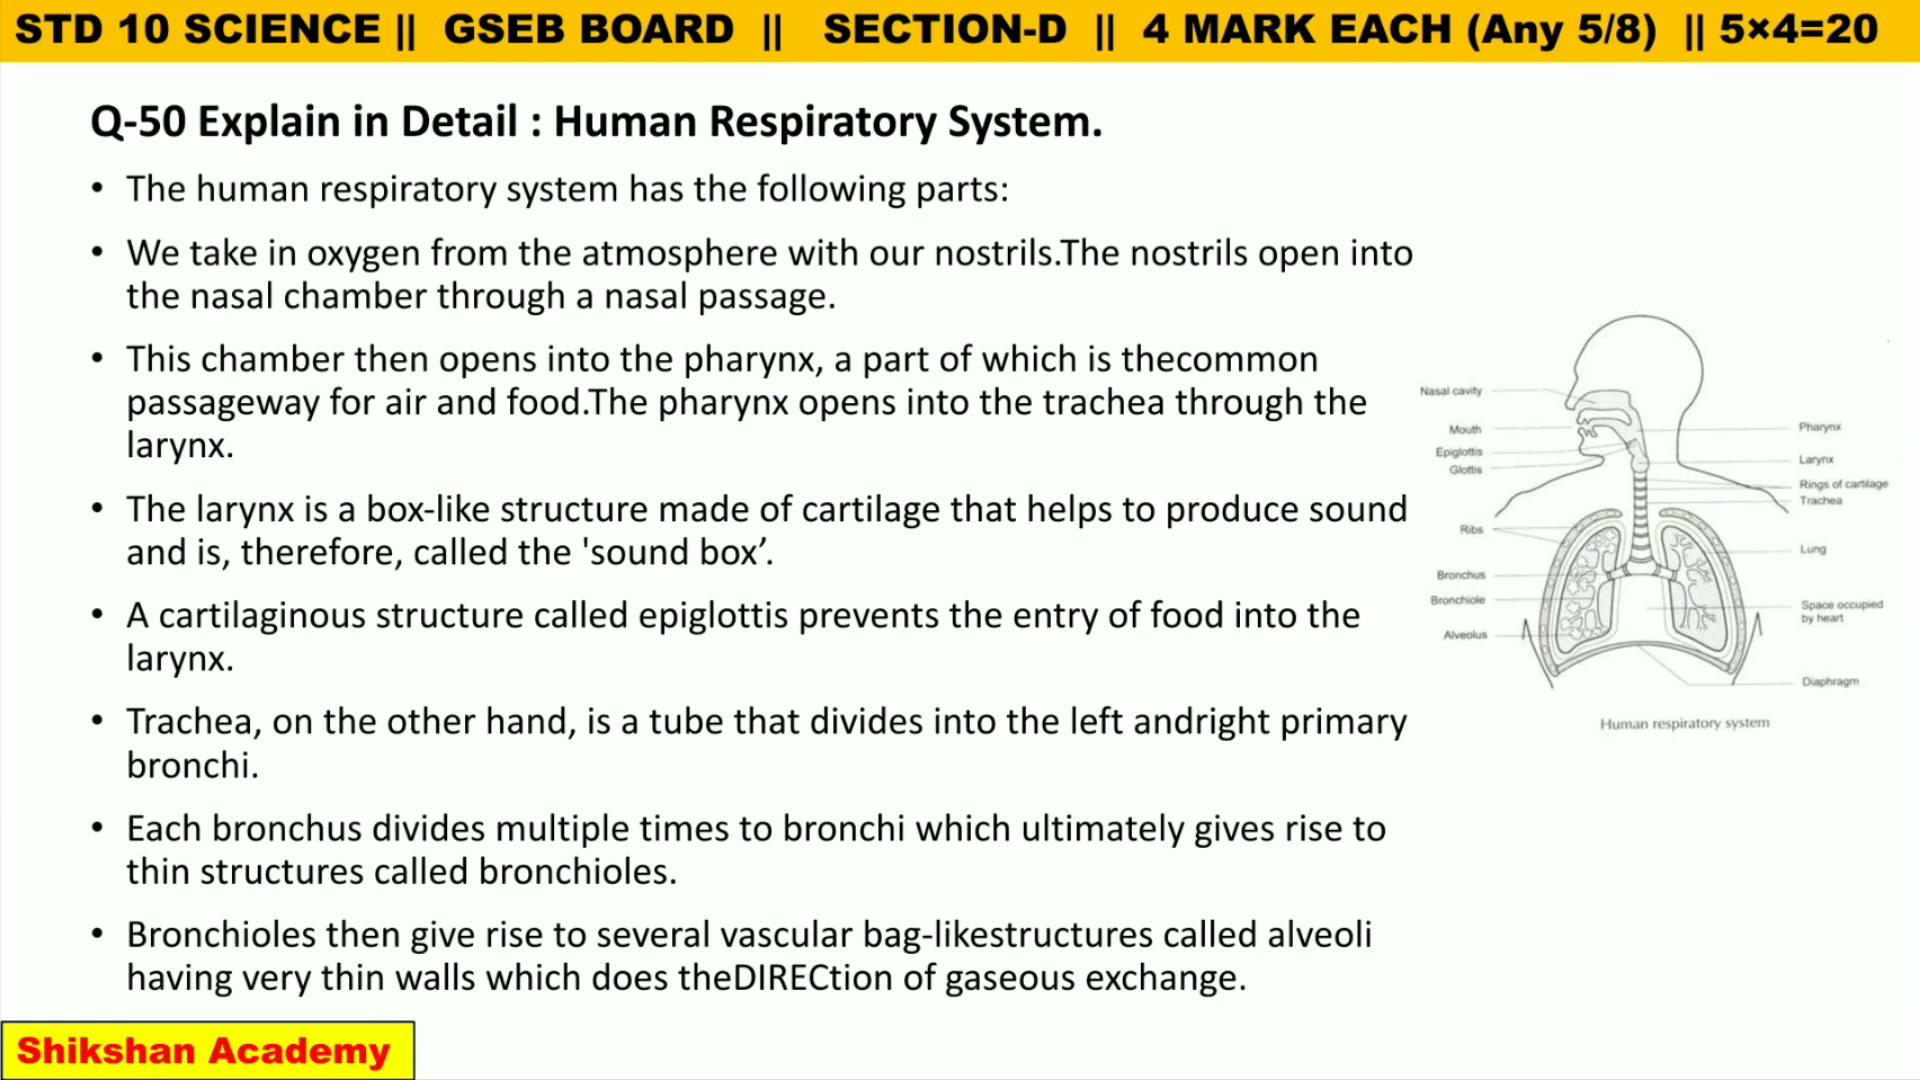 STD 10 SCIENCE || GSEB BOARD || SECTION-D || 4 MARK EACH (Any 5/8) || 5×4=20
Q-50 Explain in Detail : Human Respiratory System.
• The human respiratory system has the following parts:
• We take in oxygen from the atmosphere with our nostrils.The nostrils open into
the nasal chamber through a nasal passage.
• This chamber then opens into the pharynx, a part of which is thecommon
passageway for air and food.The pharynx opens into the trachea through the
larynx.
• The larynx is a box-like structure made of cartilage that helps to produce sound
and is, therefore, called the 'sound box’.
• A cartilaginous structure called epiglottis prevents the entry of food into the
larynx.
• Trachea, on the other hand, is a tube that divides into the left andright primary
bronchi.
• Each bronchus divides multiple times to bronchi which ultimately gives rise to
thin structures called bronchioles.
• Bronchioles then give rise to several vascular bag-likestructures called alveoli
having very thin walls which does theDIRECtion of gaseous exchange.
Nasal cavity
Mouth
Epiglottis
Glottis
Ribs
Bronchus
Bronchiole
Alveolus
Pharynx
Larynx
Rings of cartilage
Trachea
Lung
Space occupied
by heart
Diaphragm
Human respiratory system
Shikshan Academy